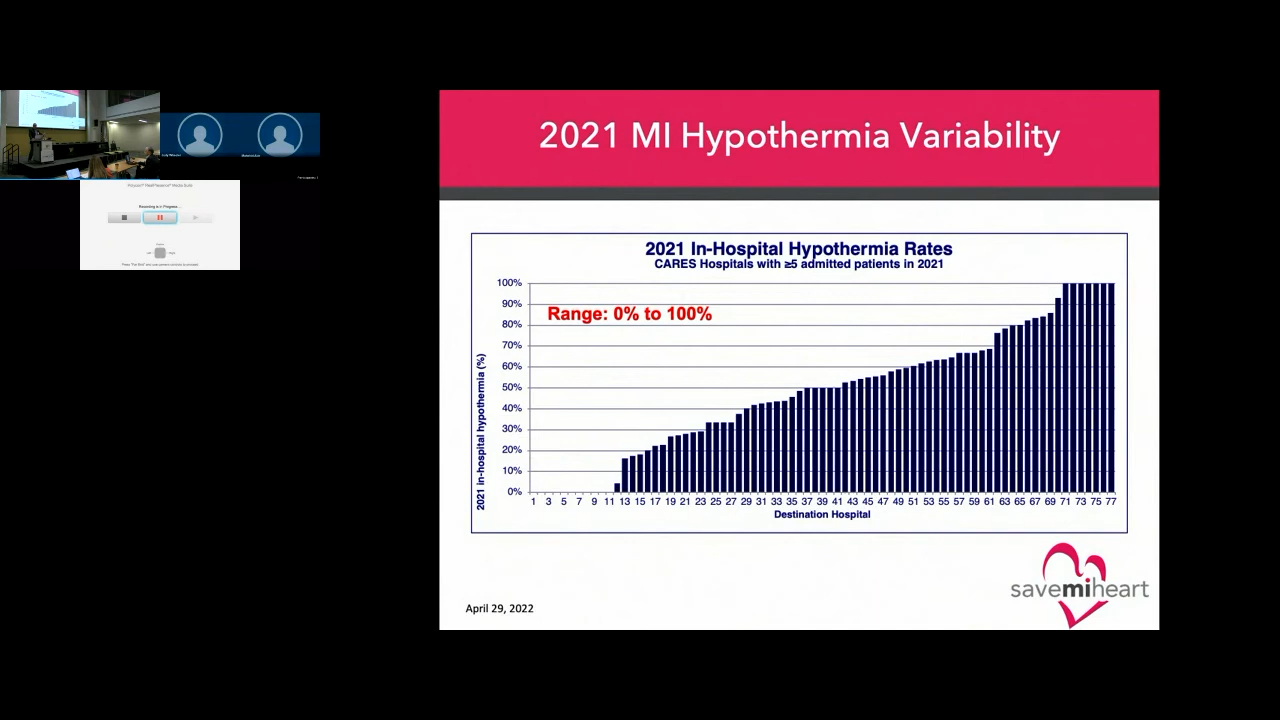 2021 MI Hypothermia Variability
2021 In-Hospital Hypothermia Rates
CARES Hospitals with ≥5 admitted patients in 2021
Range: 0% to 100%
100%
90%
80%
70%
60%
50%
40%
30%
20%
10%
0%
2021 in-hospital hypothermia (%)
1 3 5 7 9 11 13 15 17 19 21 23 25 27 29 31 33 35 37 39 41 43 45 47 49 51 53 55 57 59 61 63 65 67 69 71 73 75 77
Destination Hospital
savemiheart
April 29, 2022
Recording is in Progress...